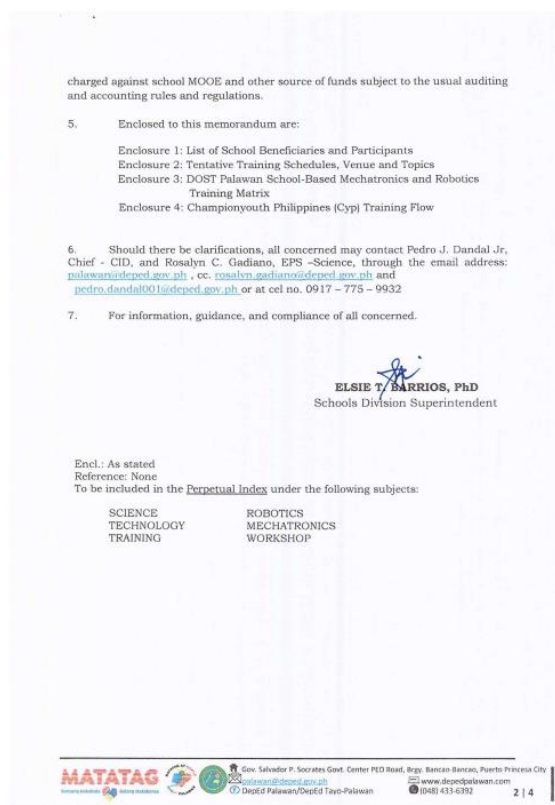 charged against school MOOE and other source of funds subject to the usual auditing
and accounting rules and regulations.
5. Enclosed to this memorandum are:
Enclosure 1: List of School Beneficiaries and Participants
Enclosure 2: Tentative Training Schedules, Venue and Topics
Enclosure 3: DOST Palawan School-Based Mechatronics and Robotics
Training Matrix
Enclosure 4: Championyouth Philippines (Cyp) Training Flow
6. Should there be clarifications, all concerned may contact Pedro J. Dandal Jr,
Chief - CID, and Rosalyn C. Gadiano, EPS –Science, through the email address:
palawan@deped.gov.ph , cc. rosalyn.gadiano@deped.gov.ph and
pedro.dandal001@deped.gov.ph or at cel no. 0917 – 775 – 9932
7. For information, guidance, and compliance of all concerned.
ELSIE T. BARRIOS, PhD
Schools Division Superintendent
Encl.: As stated
Reference: None
To be included in the Perpetual Index under the following subjects:
SCIENCE ROBOTICS
TECHNOLOGY MECHATRONICS
TRAINING WORKSHOP
MATATAG
Gov. Salvador P. Socrates Govt. Center PEO Road, Brgy. Bancao-Bancao, Puerto Princesa City
palawan@deped.gov.ph www.depedpalawan.com
DepEd Palawan/DepEd Tayo-Palawan (048) 433-6392 2 | 4